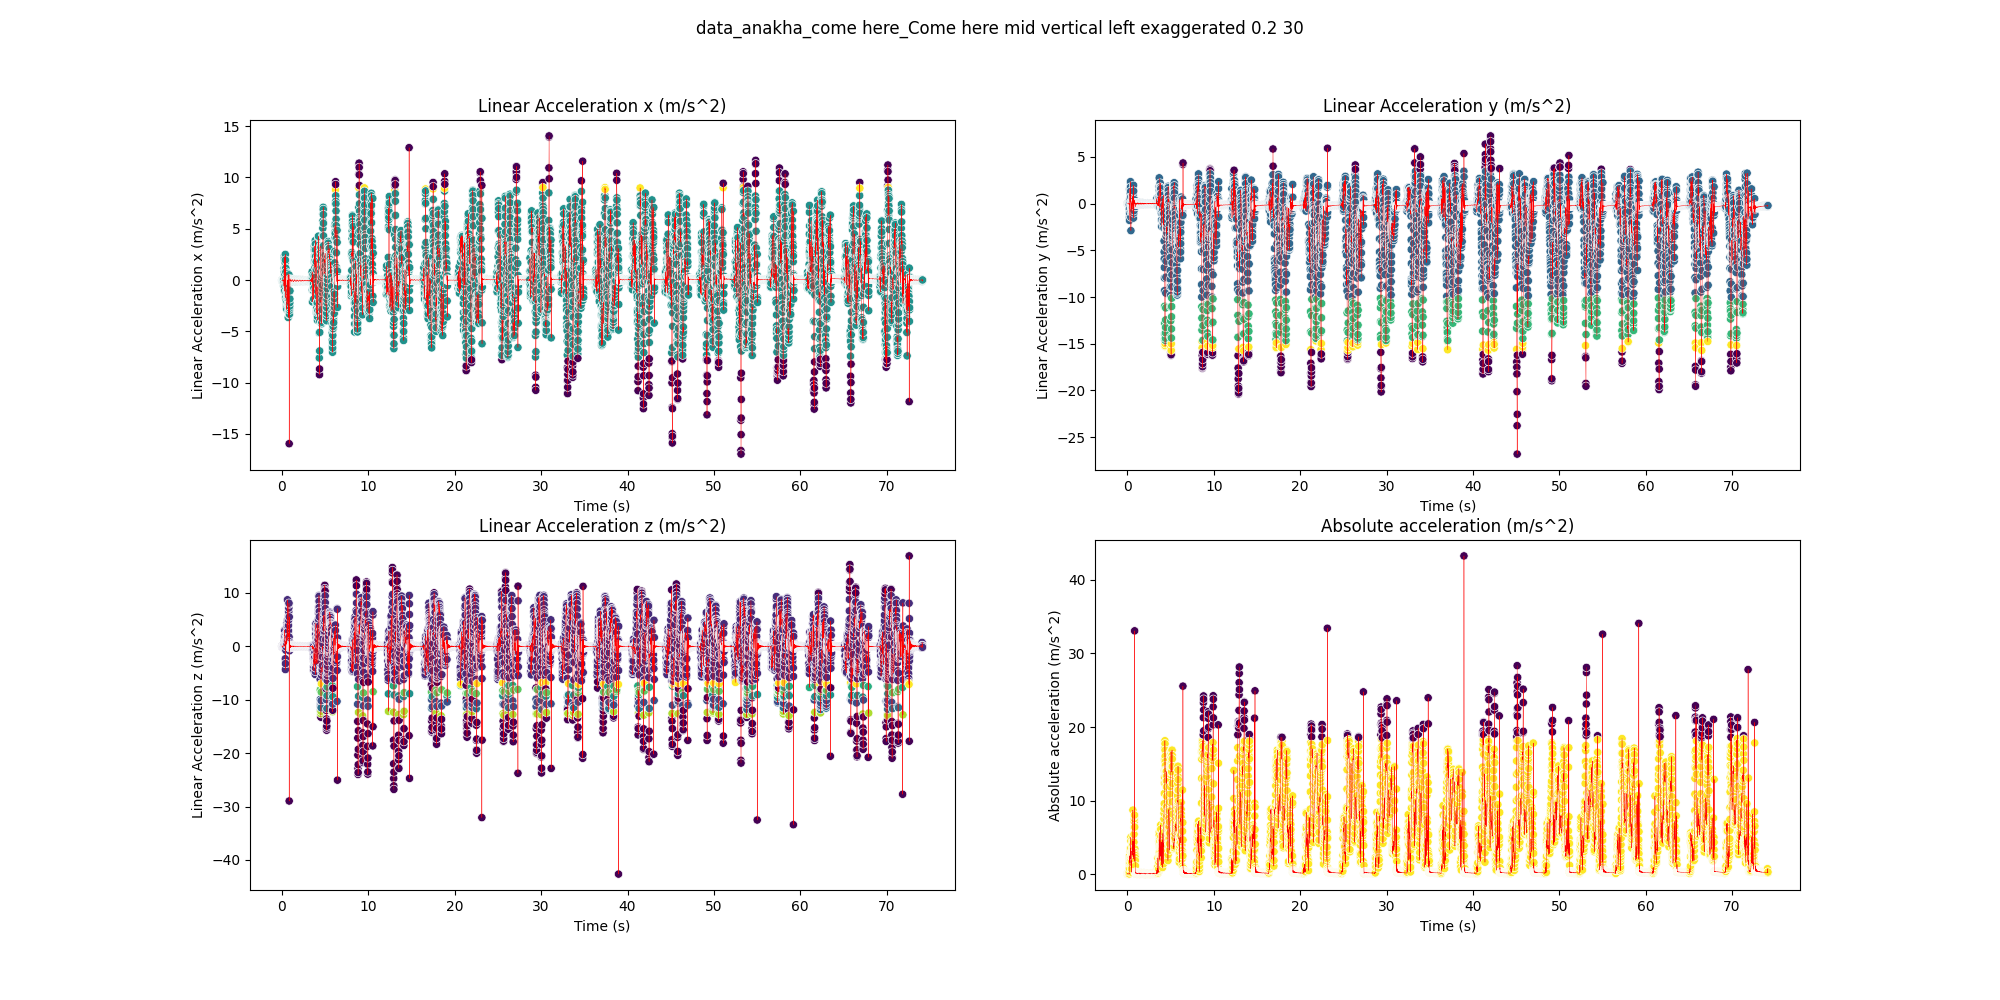 data_anakha_come here_Come here mid vertical left exaggerated 0.2 30
Linear Acceleration x (m/s^2)
Linear Acceleration x (m/s^2)
15
10
5
0
−5
−10
−15
0 10 20 30 40 50 60 70
Time (s)
Linear Acceleration y (m/s^2)
Linear Acceleration y (m/s^2)
5
0
−5
−10
−15
−20
−25
0 10 20 30 40 50 60 70
Time (s)
Linear Acceleration z (m/s^2)
Linear Acceleration z (m/s^2)
10
0
−10
−20
−30
−40
0 10 20 30 40 50 60 70
Time (s)
Absolute acceleration (m/s^2)
Absolute acceleration (m/s^2)
40
30
20
10
0
0 10 20 30 40 50 60 70
Time (s)